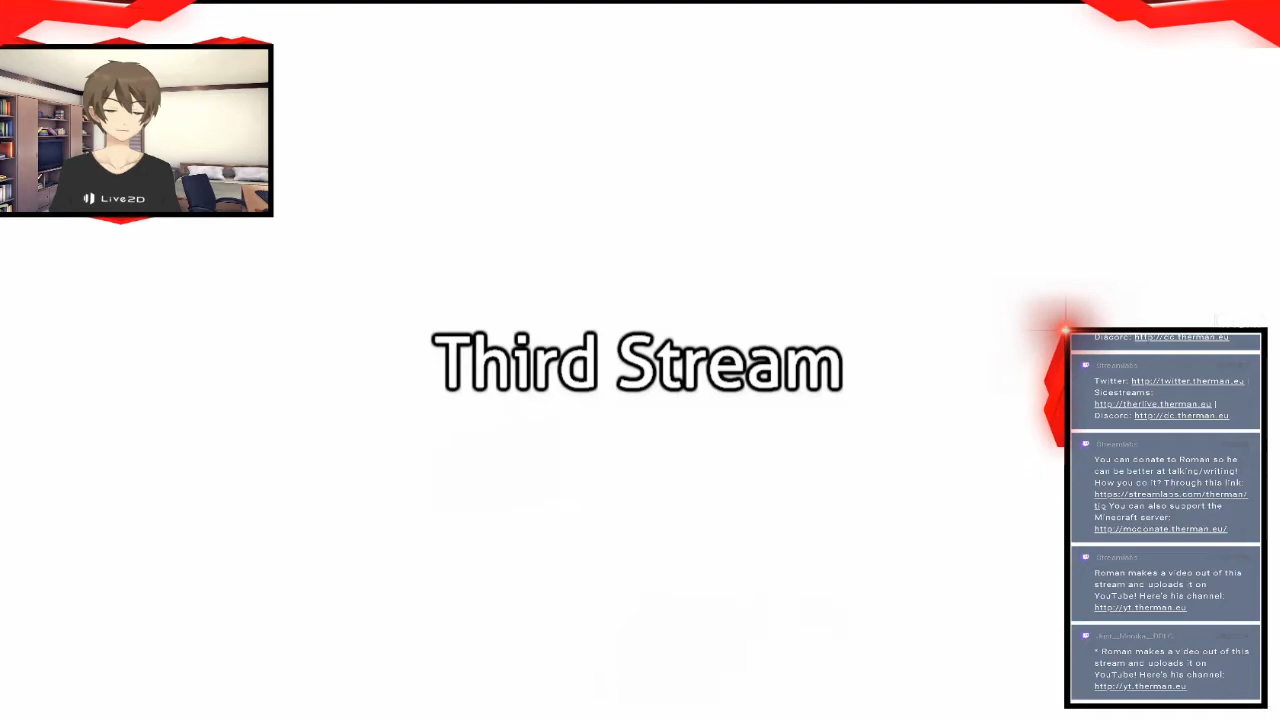 Live2D
Third Stream
Discord: http://dc.therman.eu
Streamlabs
Twitter: http://twitter.therman.eu |
Sidestreams:
http://therlive.therman.eu |
Discord: http://dc.therman.eu
Streamlabs
You can donate to Roman so he
can be better at talking/writing!
How you do it? Through this link:
https://streamlabs.com/therman/
tip You can also support the
Minecraft server:
http://mcdonate.therman.eu/
Streamlabs
Roman makes a video out of this
stream and uploads it on
YouTube! Here's his channel:
http://yt.therman.eu
Just__Monika__DDLC
* Roman makes a video out of this
stream and uploads it on
YouTube! Here's his channel:
http://yt.therman.eu